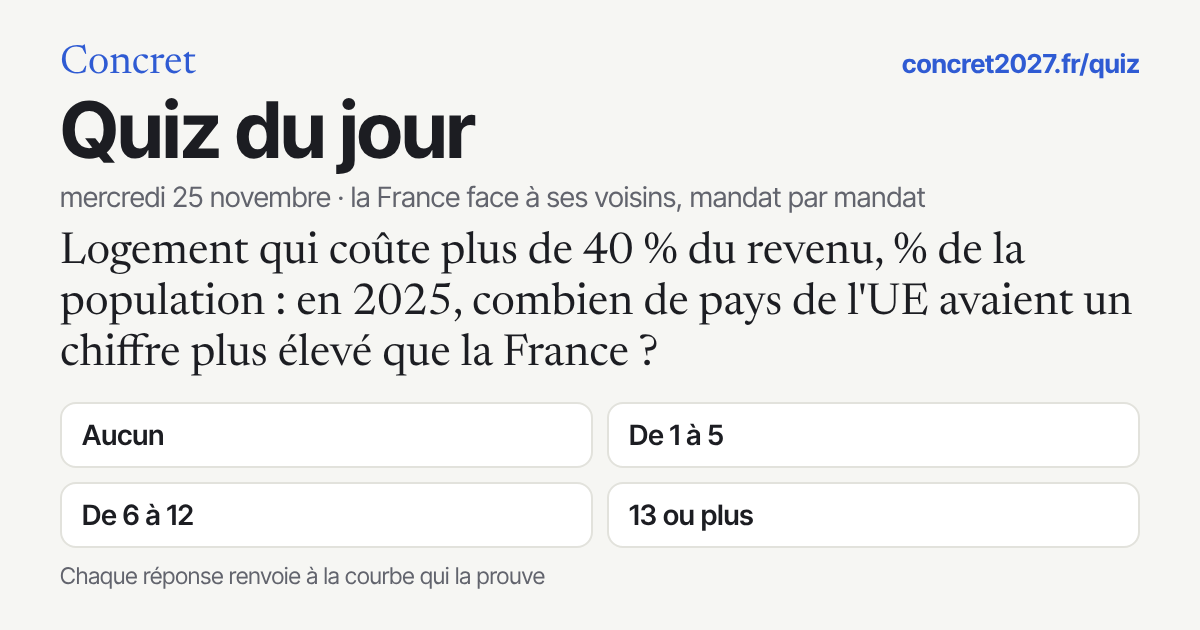 Concret
concret2027.fr/quiz
Quiz du jour
mercredi 25 novembre · la France face à ses voisins, mandat par mandat
Logement qui coûte plus de 40 % du revenu, % de la
population : en 2025, combien de pays de l'UE avaient un
chiffre plus élevé que la France ?
Aucun
De 1 à 5
De 6 à 12
13 ou plus
Chaque réponse renvoie à la courbe qui la prouve